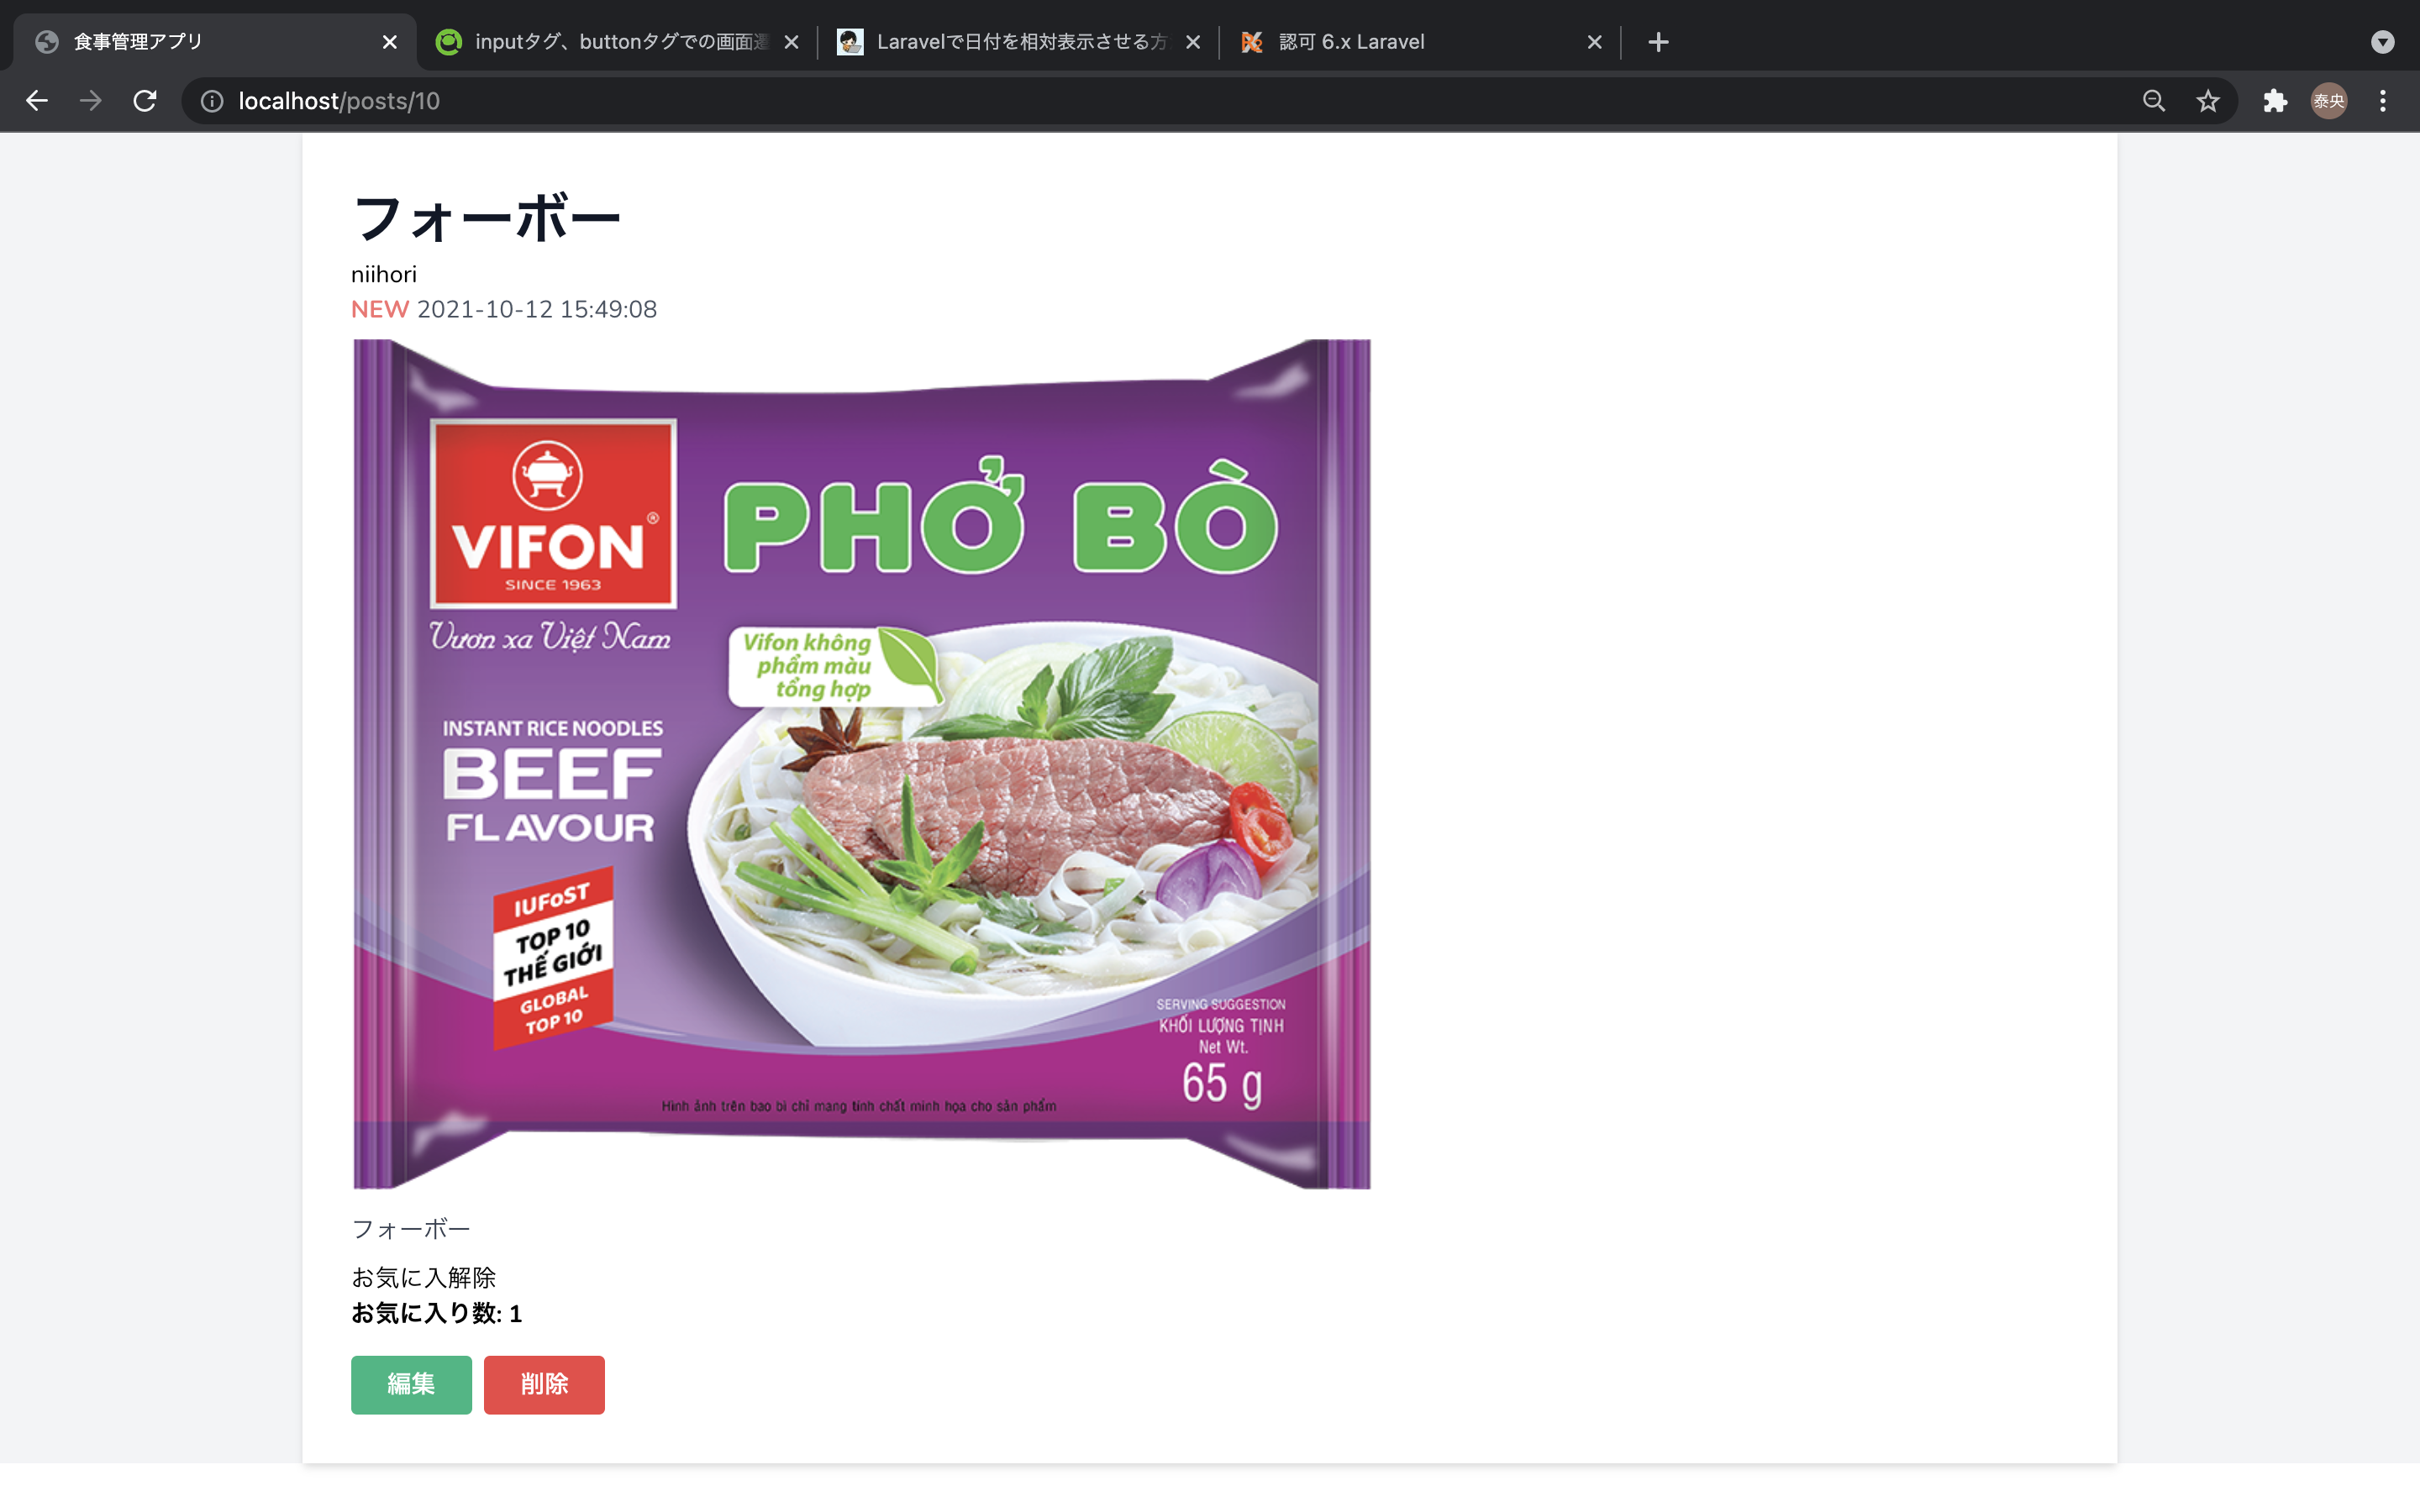 食事管理アプリ
inputタグ、buttonタグでの画面遷
Laravelで日付を相対表示させる方
認可 6.x Laravel
localhost/posts/10
泰央
フォーボー
niihori
NEW 2021-10-12 15:49:08
VIFON®
SINCE 1963
Vươn xa Việt Nam
PHỞ BÒ
Vifon không
phẩm màu
tổng hợp
INSTANT RICE NOODLES
BEEF
FLAVOUR
IUFoST
TOP 10
THẾ GIỚI
GLOBAL
TOP 10
SERVING SUGGESTION
KHỐI LƯỢNG TỊNH
Net Wt.
65 g
Hình ảnh trên bao bì chỉ mang tính chất minh họa cho sản phẩm
フォーボー
お気に入解除
お気に入り数: 1
編集 削除